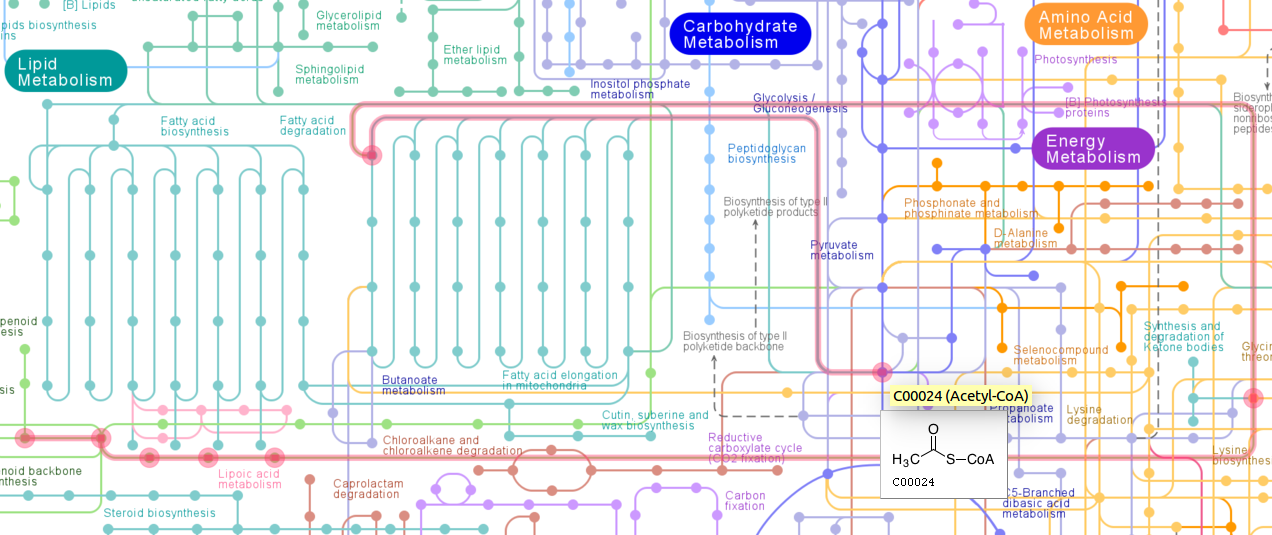 [B] Lipids
pids biosynthesis
ins
Lipid
Metabolism
Glycerolipid
metabolism
Sphingolipid
metabolism
Ether lipid
metabolism
Inositol phosphate
metabolism
Carbohydrate
Metabolism
Glycolysis /
Gluconeogenesis
Amino Acid
Metabolism
Photosynthesis
[B] Photosynthesis
proteins
Energy
Metabolism
Biosynth
siderop
nonribos
peptides
Fatty acid
biosynthesis
Fatty acid
degradation
Peptidoglycan
biosynthesis
Biosynthesis of type II
polyketide products
Phosphonate and
phosphinate metabolism
D-Alanine
metabolism
Pyruvate
metabolism
penoid
esis
Biosynthesis of type II
polyketide backbone
Synthesis and
degradation of
Ketone bodies
Glycin
threon
Selenocompound
metabolism
sis
Butanoate
metabolism
Fatty acid elongation
in mitochondria
C00024 (Acetyl-CoA)
Propanoate
tabolism
Lysine
degradation
Cutin, suberine and
wax biosynthesis
Chloroalkane and
chloroalkene degradation
Reductive
carboxylate cycle
(CO2 fixation)
O
H3C
S—CoA
C00024
Lysine
biosynthesis
noid backbone
nthesis
Lipoic acid
metabolism
Caprolactam
degradation
Carbon
fixation
C5-Branched
dibasic acid
metabolism
Steroid biosynthesis